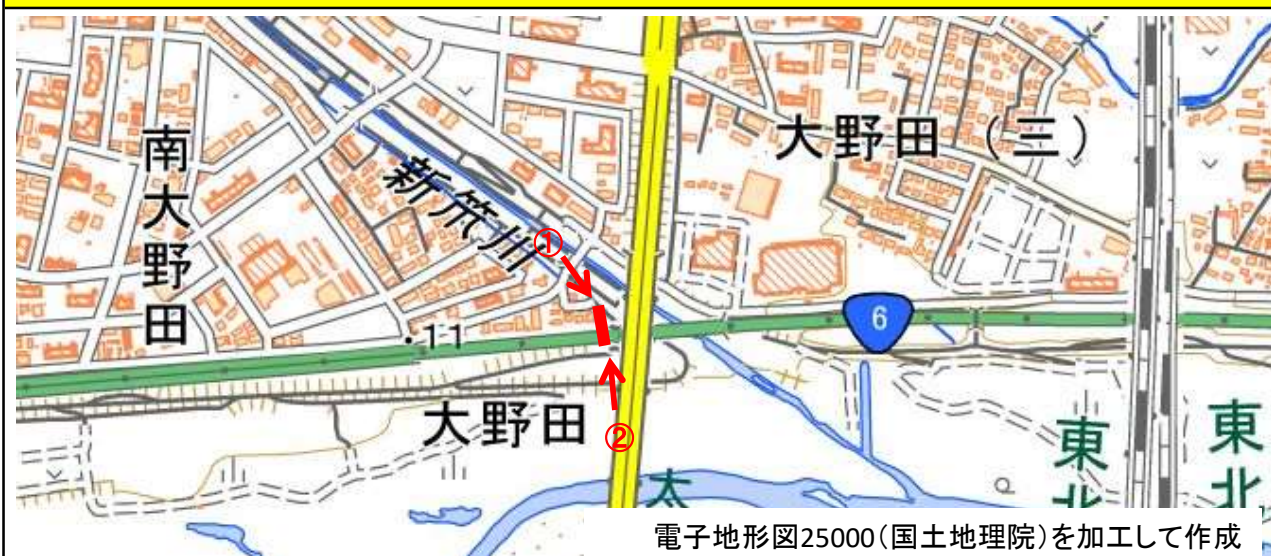 南大野田
新笊川
大野田（三）
①
6
・11
大野田
②
太
東北
東北
電子地形図25000(国土地理院)を加工して作成